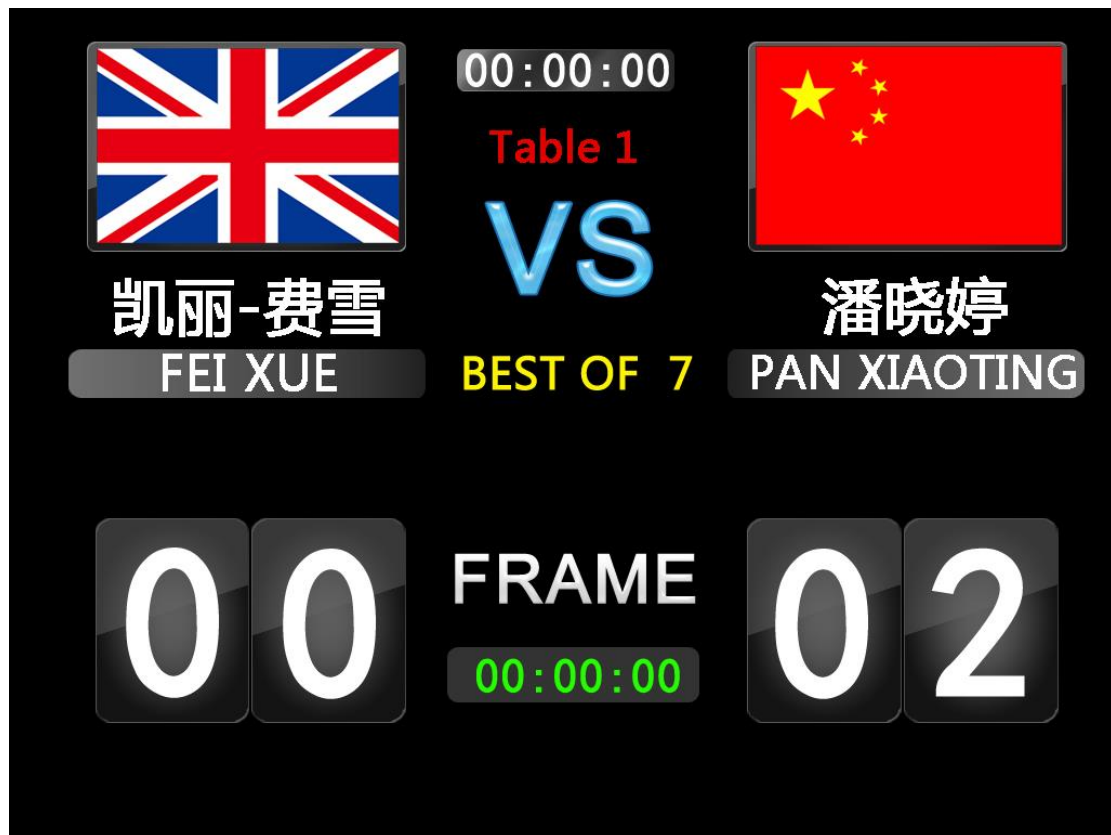 00:00:00
Table 1
VS
凯丽-费雪
潘晓婷
FEI XUE
BEST OF 7
PAN XIAOTING
00
FRAME
02
00:00:00